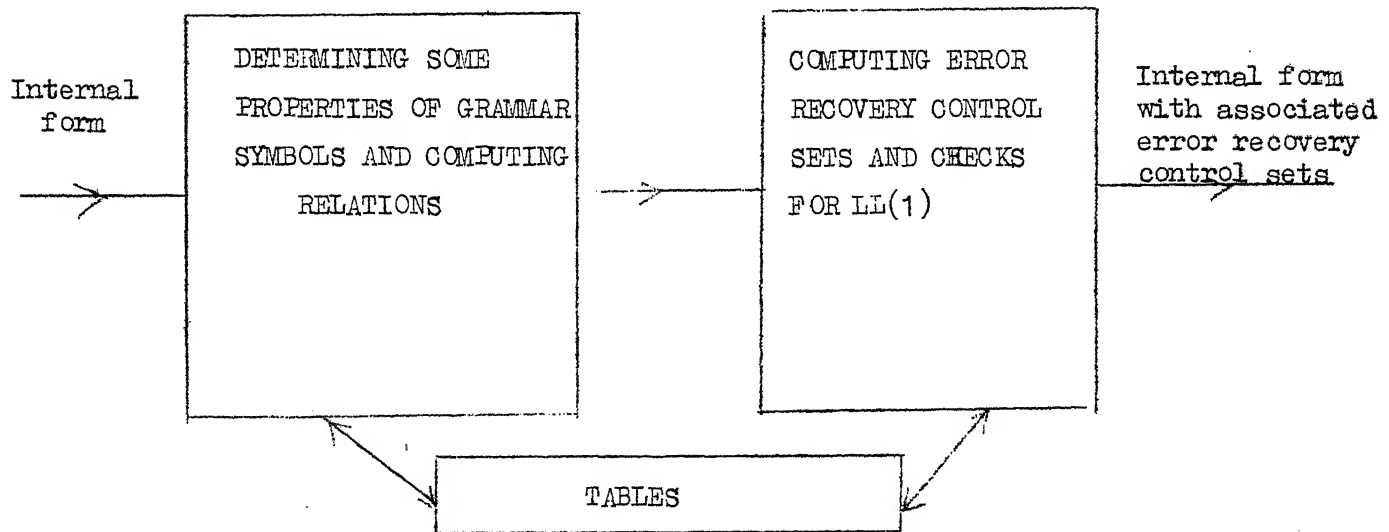 Internal
form
DETERMINING SOME
PROPERTIES OF GRAMMAR
SYMBOLS AND COMPUTING
RELATIONS
COMPUTING ERROR
RECOVERY CONTROL
SETS AND CHECKS
FOR LL(1)
Internal form
with associated
error recovery
control sets
TABLES